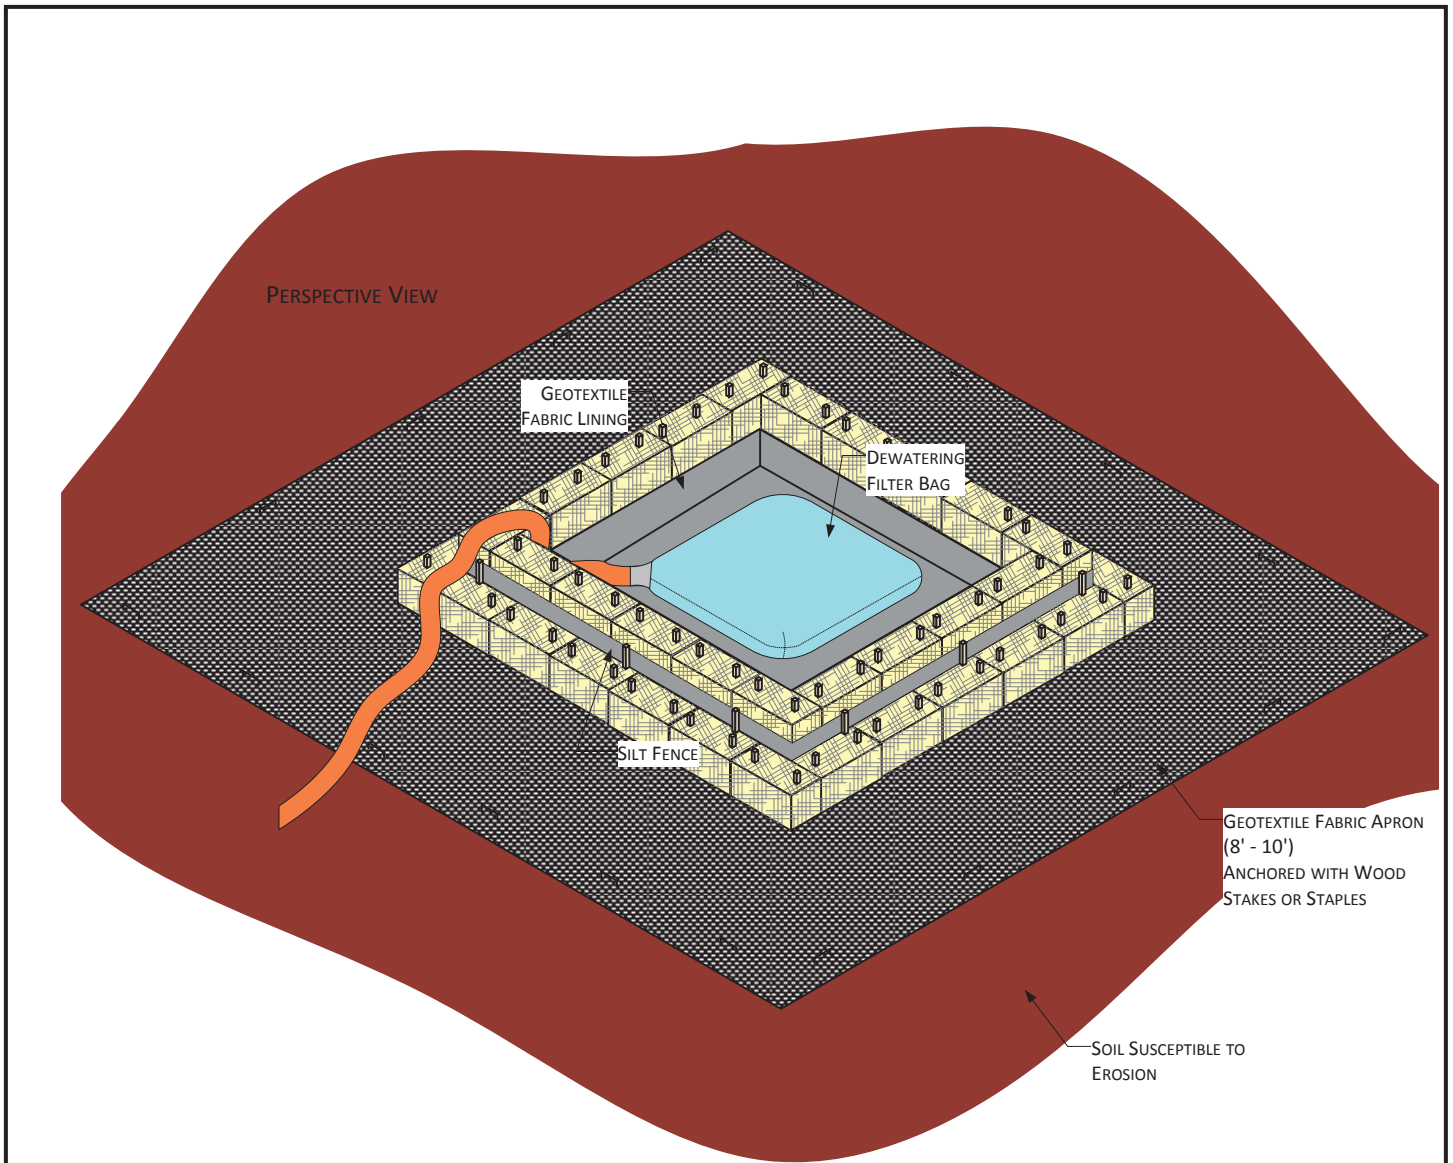 PERSPECTIVE VIEW
GEOTEXTILE
FABRIC LINING
DEWATERING
FILTER BAG
SILT FENCE
GEOTEXTILE FABRIC APRON
(8' - 10')
ANCHORED WITH WOOD
STAKES OR STAPLES
SOIL SUSCEPTIBLE TO
EROSION